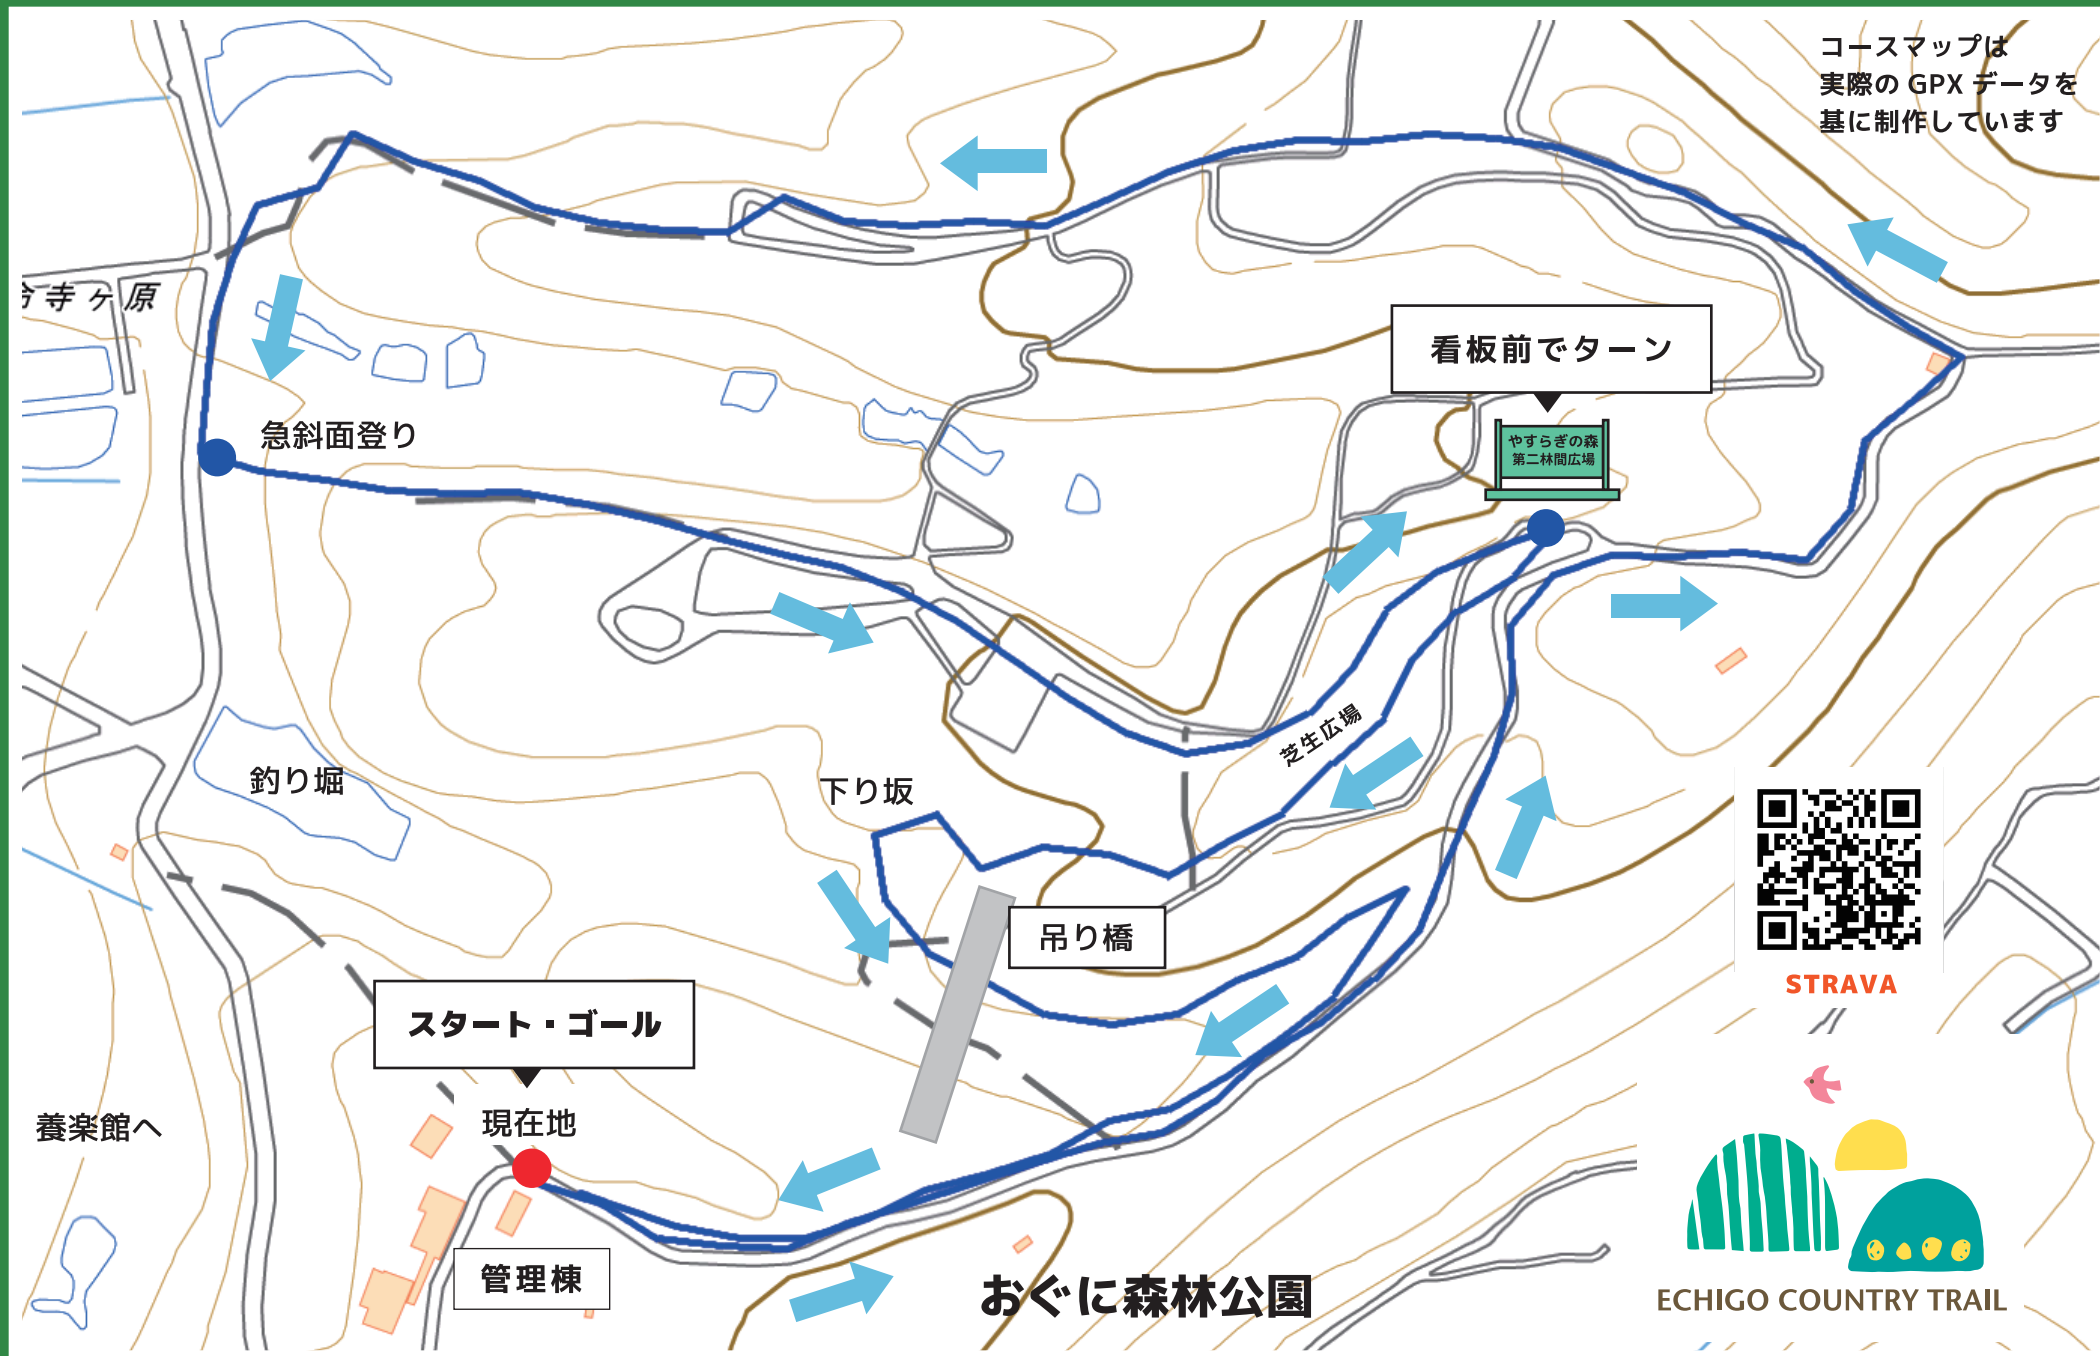 コースマップは
実際の GPX データを
基に制作しています
寺ヶ原
看板前でターン
やすらぎの森
第二林間広場
急斜面登り
芝生広場
釣り堀
下り坂
吊り橋
STRAVA
スタート・ゴール
現在地
養楽館へ
管理棟
おぐに森林公園
ECHIGO COUNTRY TRAIL